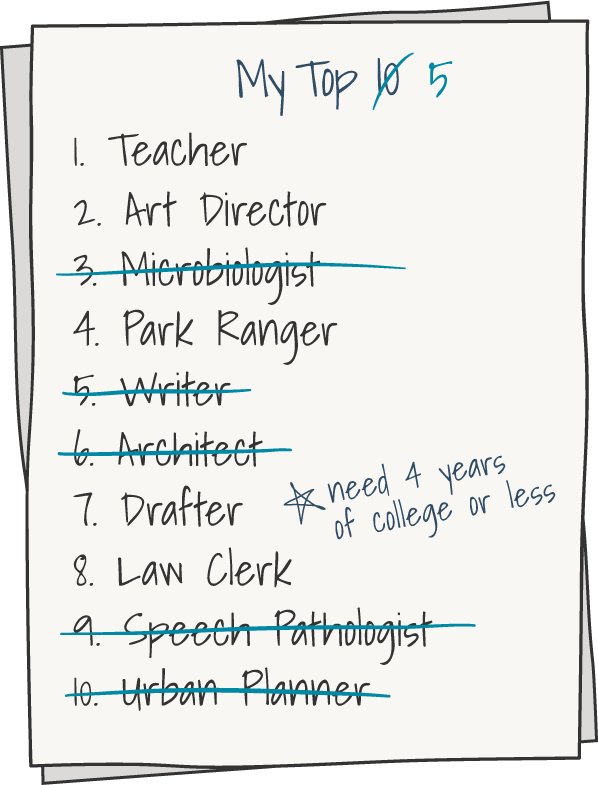 My Top 10 5
1. Teacher
2. Art Director
3. Microbiologist
4. Park Ranger
5. Writer
6. Architect
need 4 years
7. Drafter
of college or less
8. Law Clerk
9. Speech Pathologist
10. Urban Planner